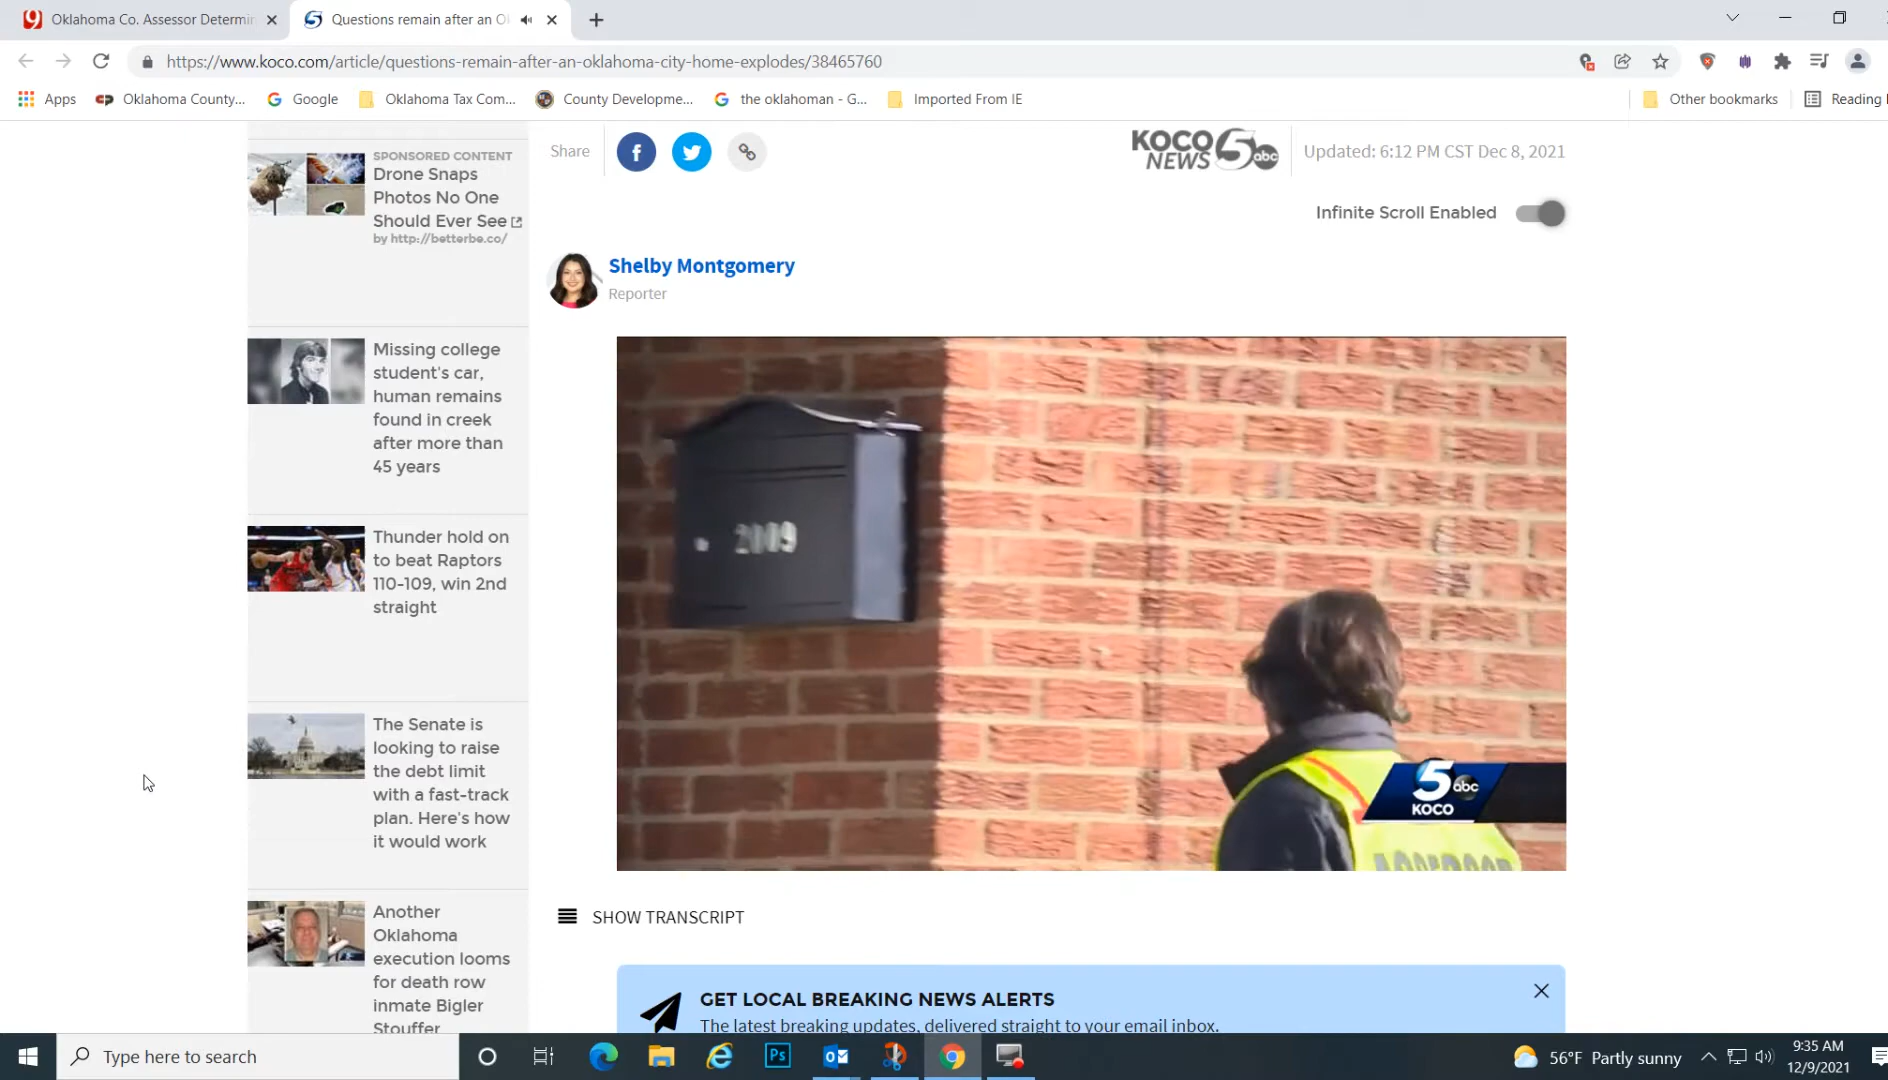 Oklahoma Co. Assessor Determin
Questions remain after an O
https://www.koco.com/article/questions-remain-after-an-oklahoma-city-home-explodes/38465760
Apps
Oklahoma County...
Google
Oklahoma Tax Com...
County Developme...
the oklahoman - G...
Imported From IE
Other bookmarks
Reading
SPONSORED CONTENT
Drone Snaps
Photos No One
Should Ever See
by http://betterbe.co/
Missing college
student's car,
human remains
found in creek
after more than
45 years
Thunder hold on
to beat Raptors
110-109, win 2nd
straight
The Senate is
looking to raise
the debt limit
with a fast-track
plan. Here's how
it would work
Another
Oklahoma
execution looms
for death row
inmate Bigler
Stouffer
Share
KOCO 5 abc
NEWS
Updated: 6:12 PM CST Dec 8, 2021
Infinite Scroll Enabled
Shelby Montgomery
Reporter
2009
5 abc
KOCO
ASSESSOR
SHOW TRANSCRIPT
GET LOCAL BREAKING NEWS ALERTS
The latest breaking updates, delivered straight to your email inbox.
Type here to search
Ps
56°F Partly sunny
9:35 AM
12/9/2021